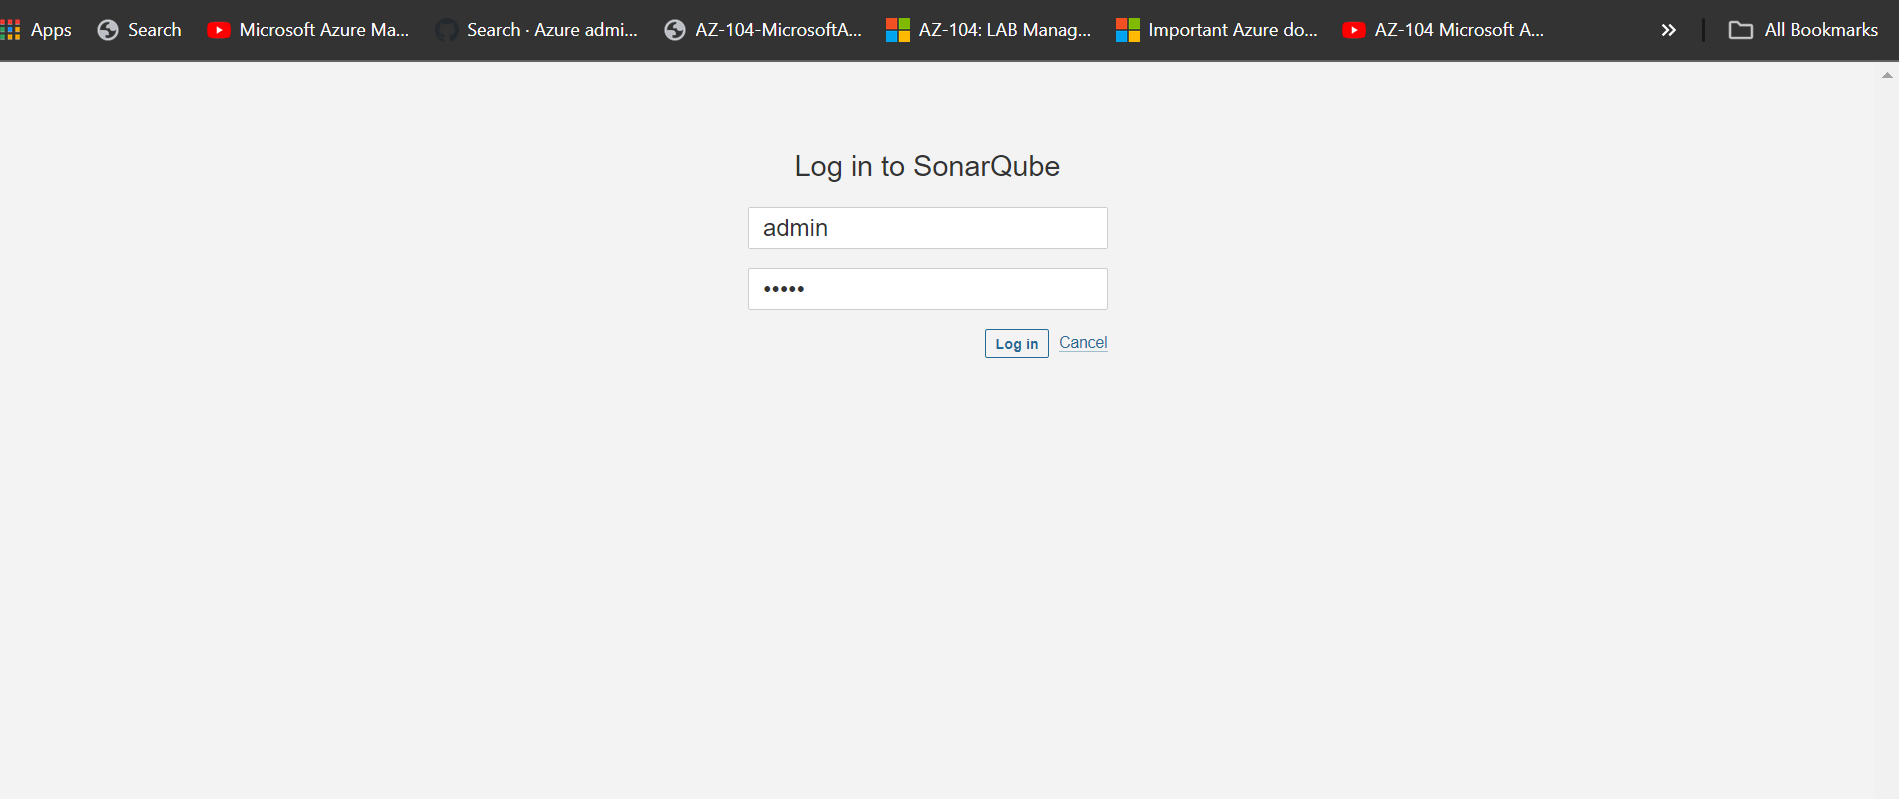 Apps Search Microsoft Azure Ma... Search · Azure admi... AZ-104-MicrosoftA... AZ-104: LAB Manag... Important Azure do... AZ-104 Microsoft A... » All Bookmarks
Log in to SonarQube
admin
•••••
Log in Cancel